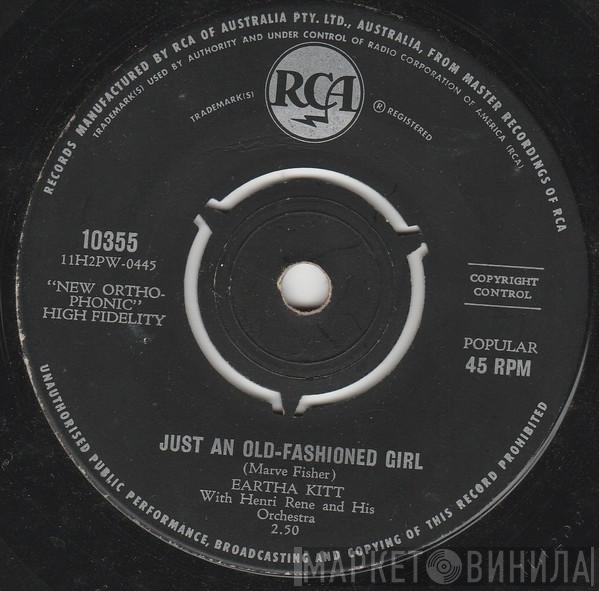 RECORDS MANUFACTURED BY RCA OF AUSTRALIA PTY. LTD., AUSTRALIA, FROM MASTER RECORDINGS OF RCA
TRADEMARK(S) USED BY AUTHORITY AND UNDER CONTROL OF RADIO CORPORATION OF AMERICA (RCA)
TRADEMARK(S)
RCA
® REGISTERED
10355
11H2PW-0445
"NEW ORTHO-
PHONIC"
HIGH FIDELITY
COPYRIGHT
CONTROL
POPULAR
45 RPM
JUST AN OLD-FASHIONED GIRL
(Marve Fisher)
EARTHA KITT
With Henri Rene and His
Orchestra
2.50
UNAUTHORISED PUBLIC PERFORMANCE, BROADCASTING AND COPYING OF THIS RECORD PROHIBITED
МАРКЕТ ВИНИЛА